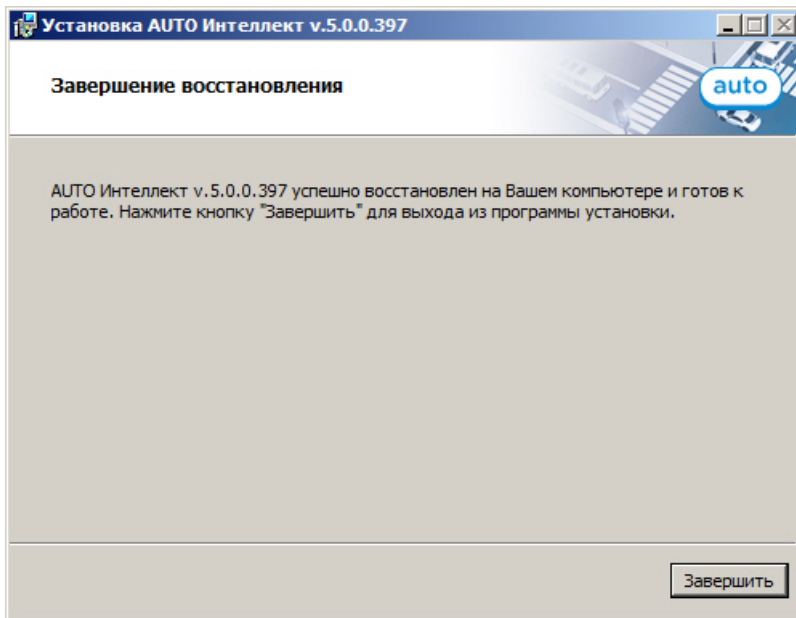 Установка AUTO Интеллект v.5.0.0.397
Завершение восстановления
auto
AUTO Интеллект v.5.0.0.397 успешно восстановлен на Вашем компьютере и готов к
работе. Нажмите кнопку "Завершить" для выхода из программы установки.
Завершить